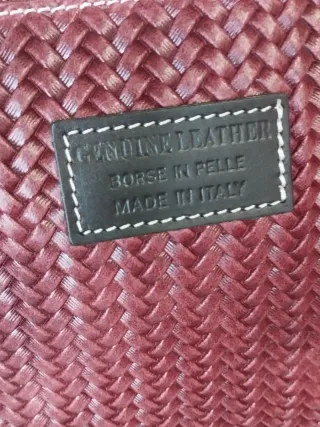 GENUINE LEATHER
BORSE IN PELLE
MADE IN ITALY